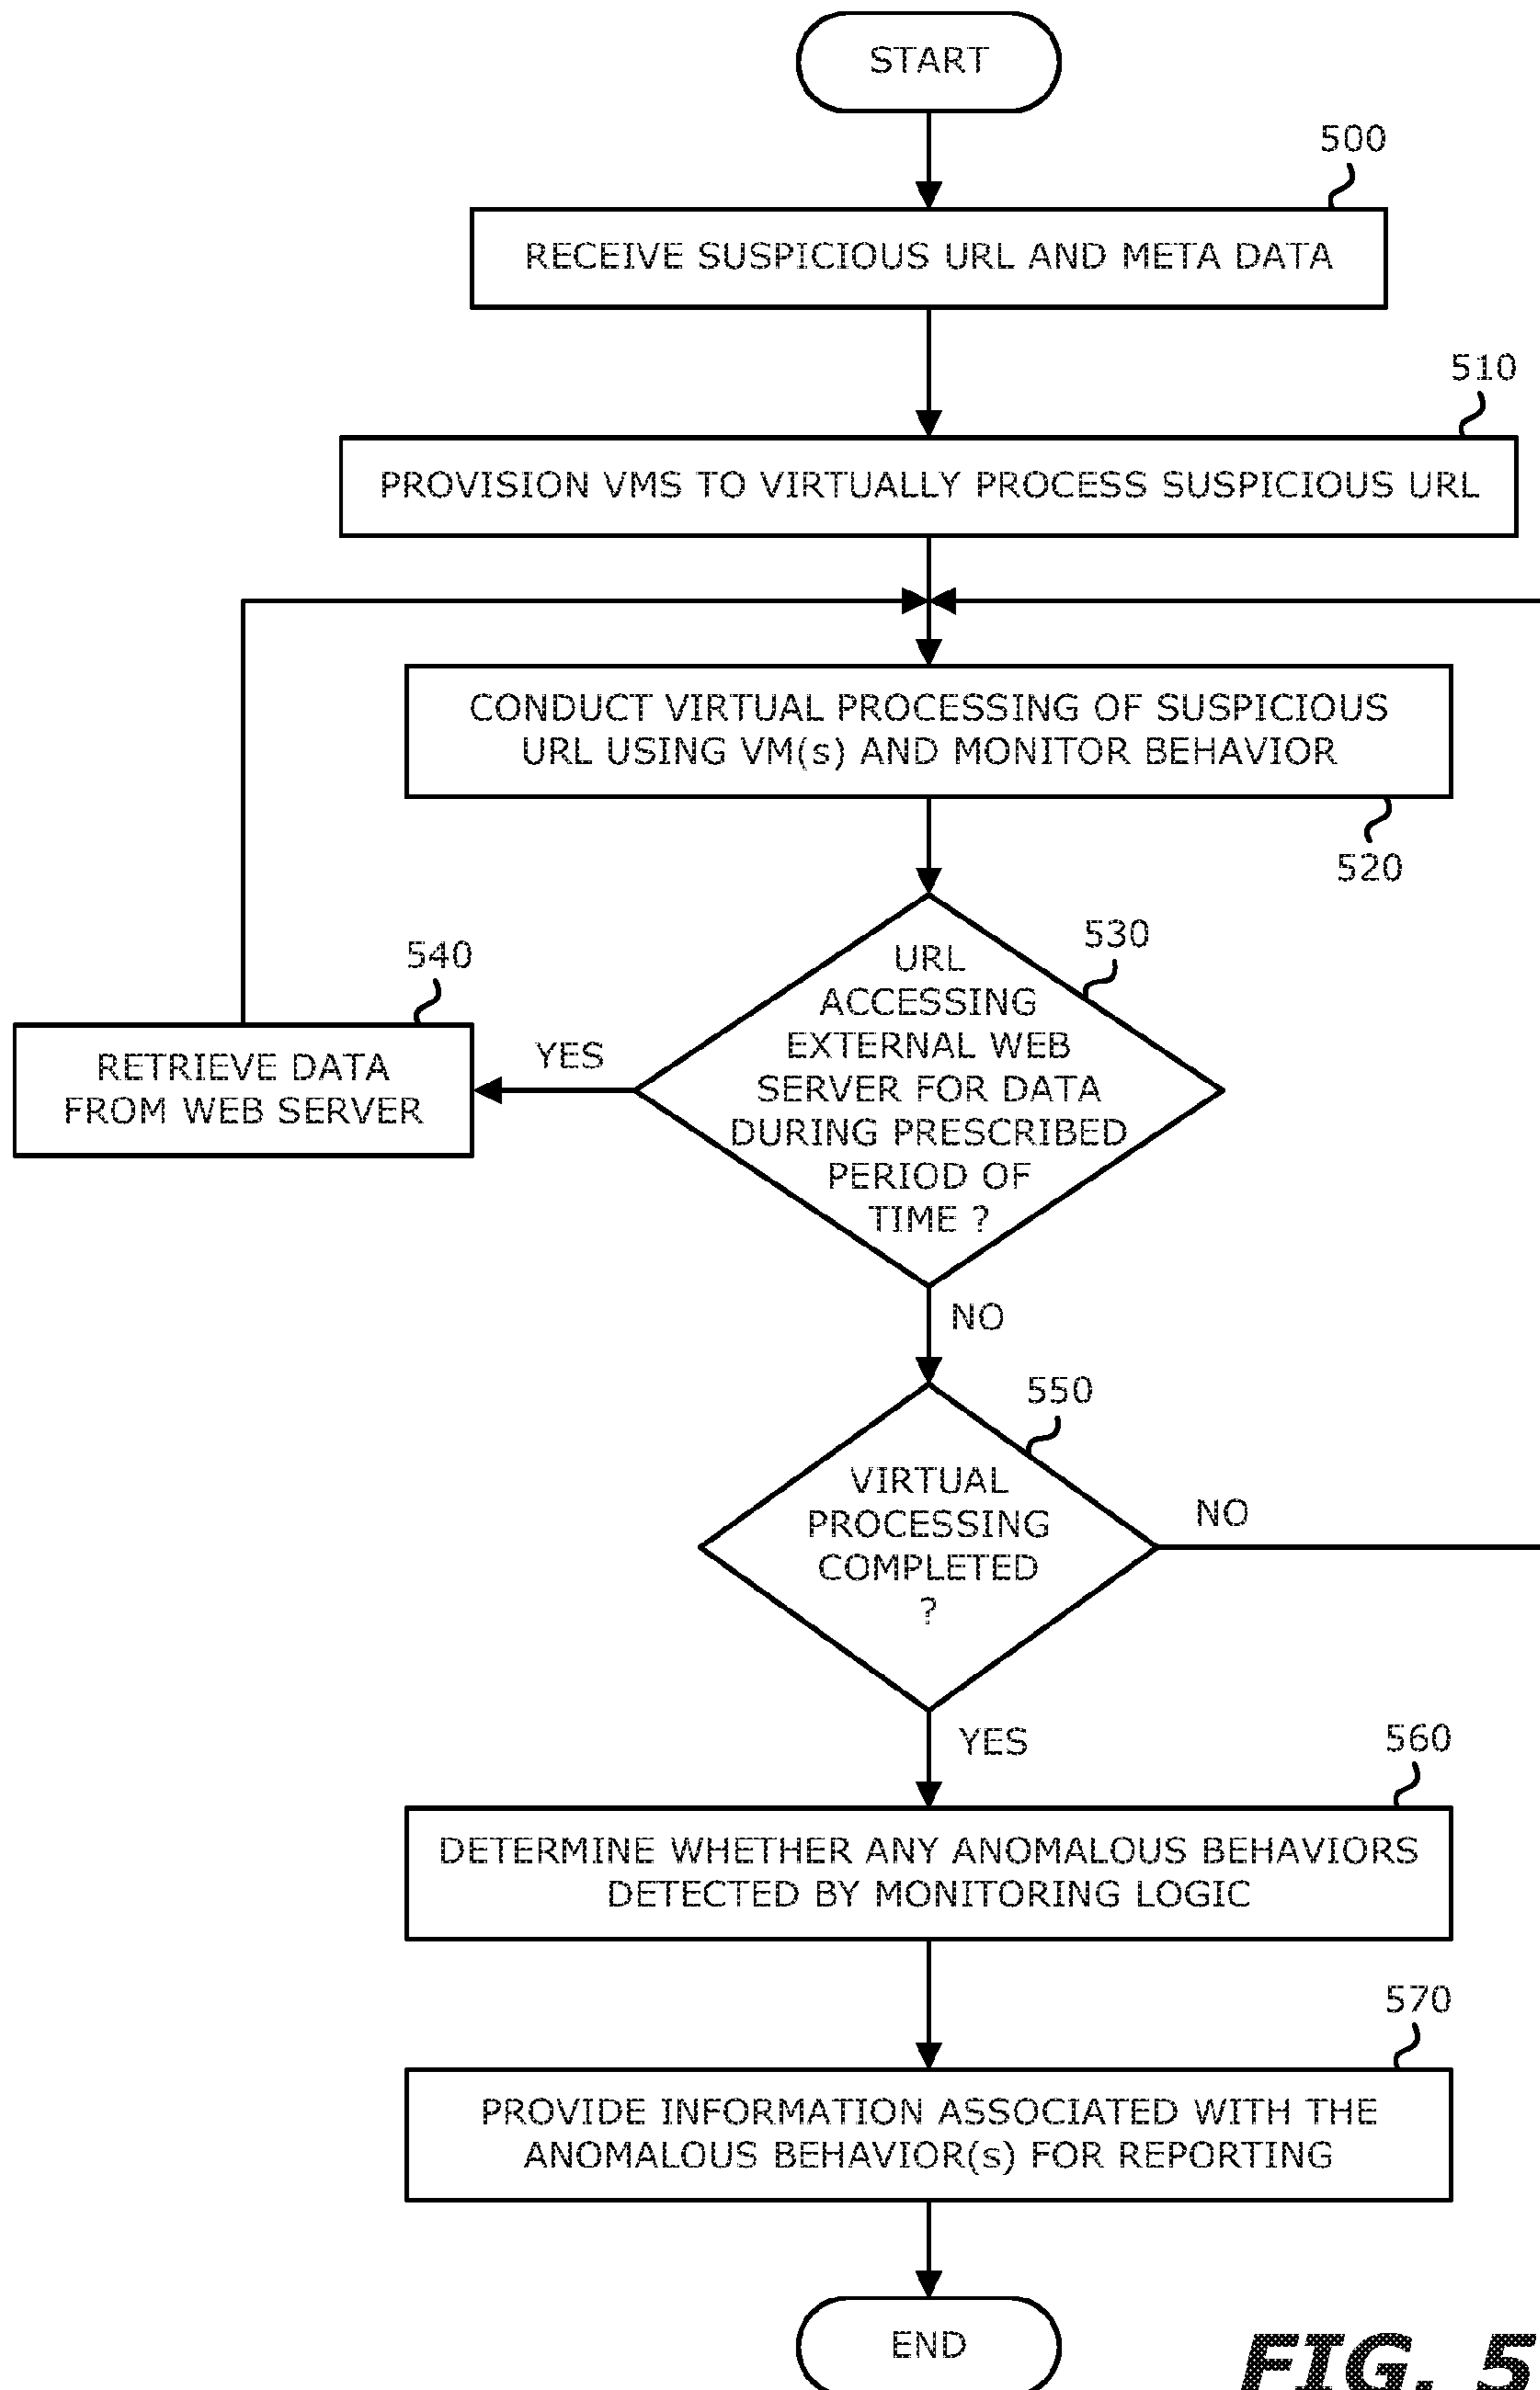 START
500
RECEIVE SUSPICIOUS URL AND META DATA
510
PROVISION VMS TO VIRTUALLY PROCESS SUSPICIOUS URL
CONDUCT VIRTUAL PROCESSING OF SUSPICIOUS
URL USING VM(s) AND MONITOR BEHAVIOR
520
530
URL
ACCESSING
EXTERNAL WEB
SERVER FOR DATA
DURING PRESCRIBED
PERIOD OF
TIME ?
540
YES
RETRIEVE DATA
FROM WEB SERVER
NO
550
VIRTUAL
PROCESSING
COMPLETED
?
NO
YES
560
DETERMINE WHETHER ANY ANOMALOUS BEHAVIORS
DETECTED BY MONITORING LOGIC
570
PROVIDE INFORMATION ASSOCIATED WITH THE
ANOMALOUS BEHAVIOR(s) FOR REPORTING
END
FIG. 5